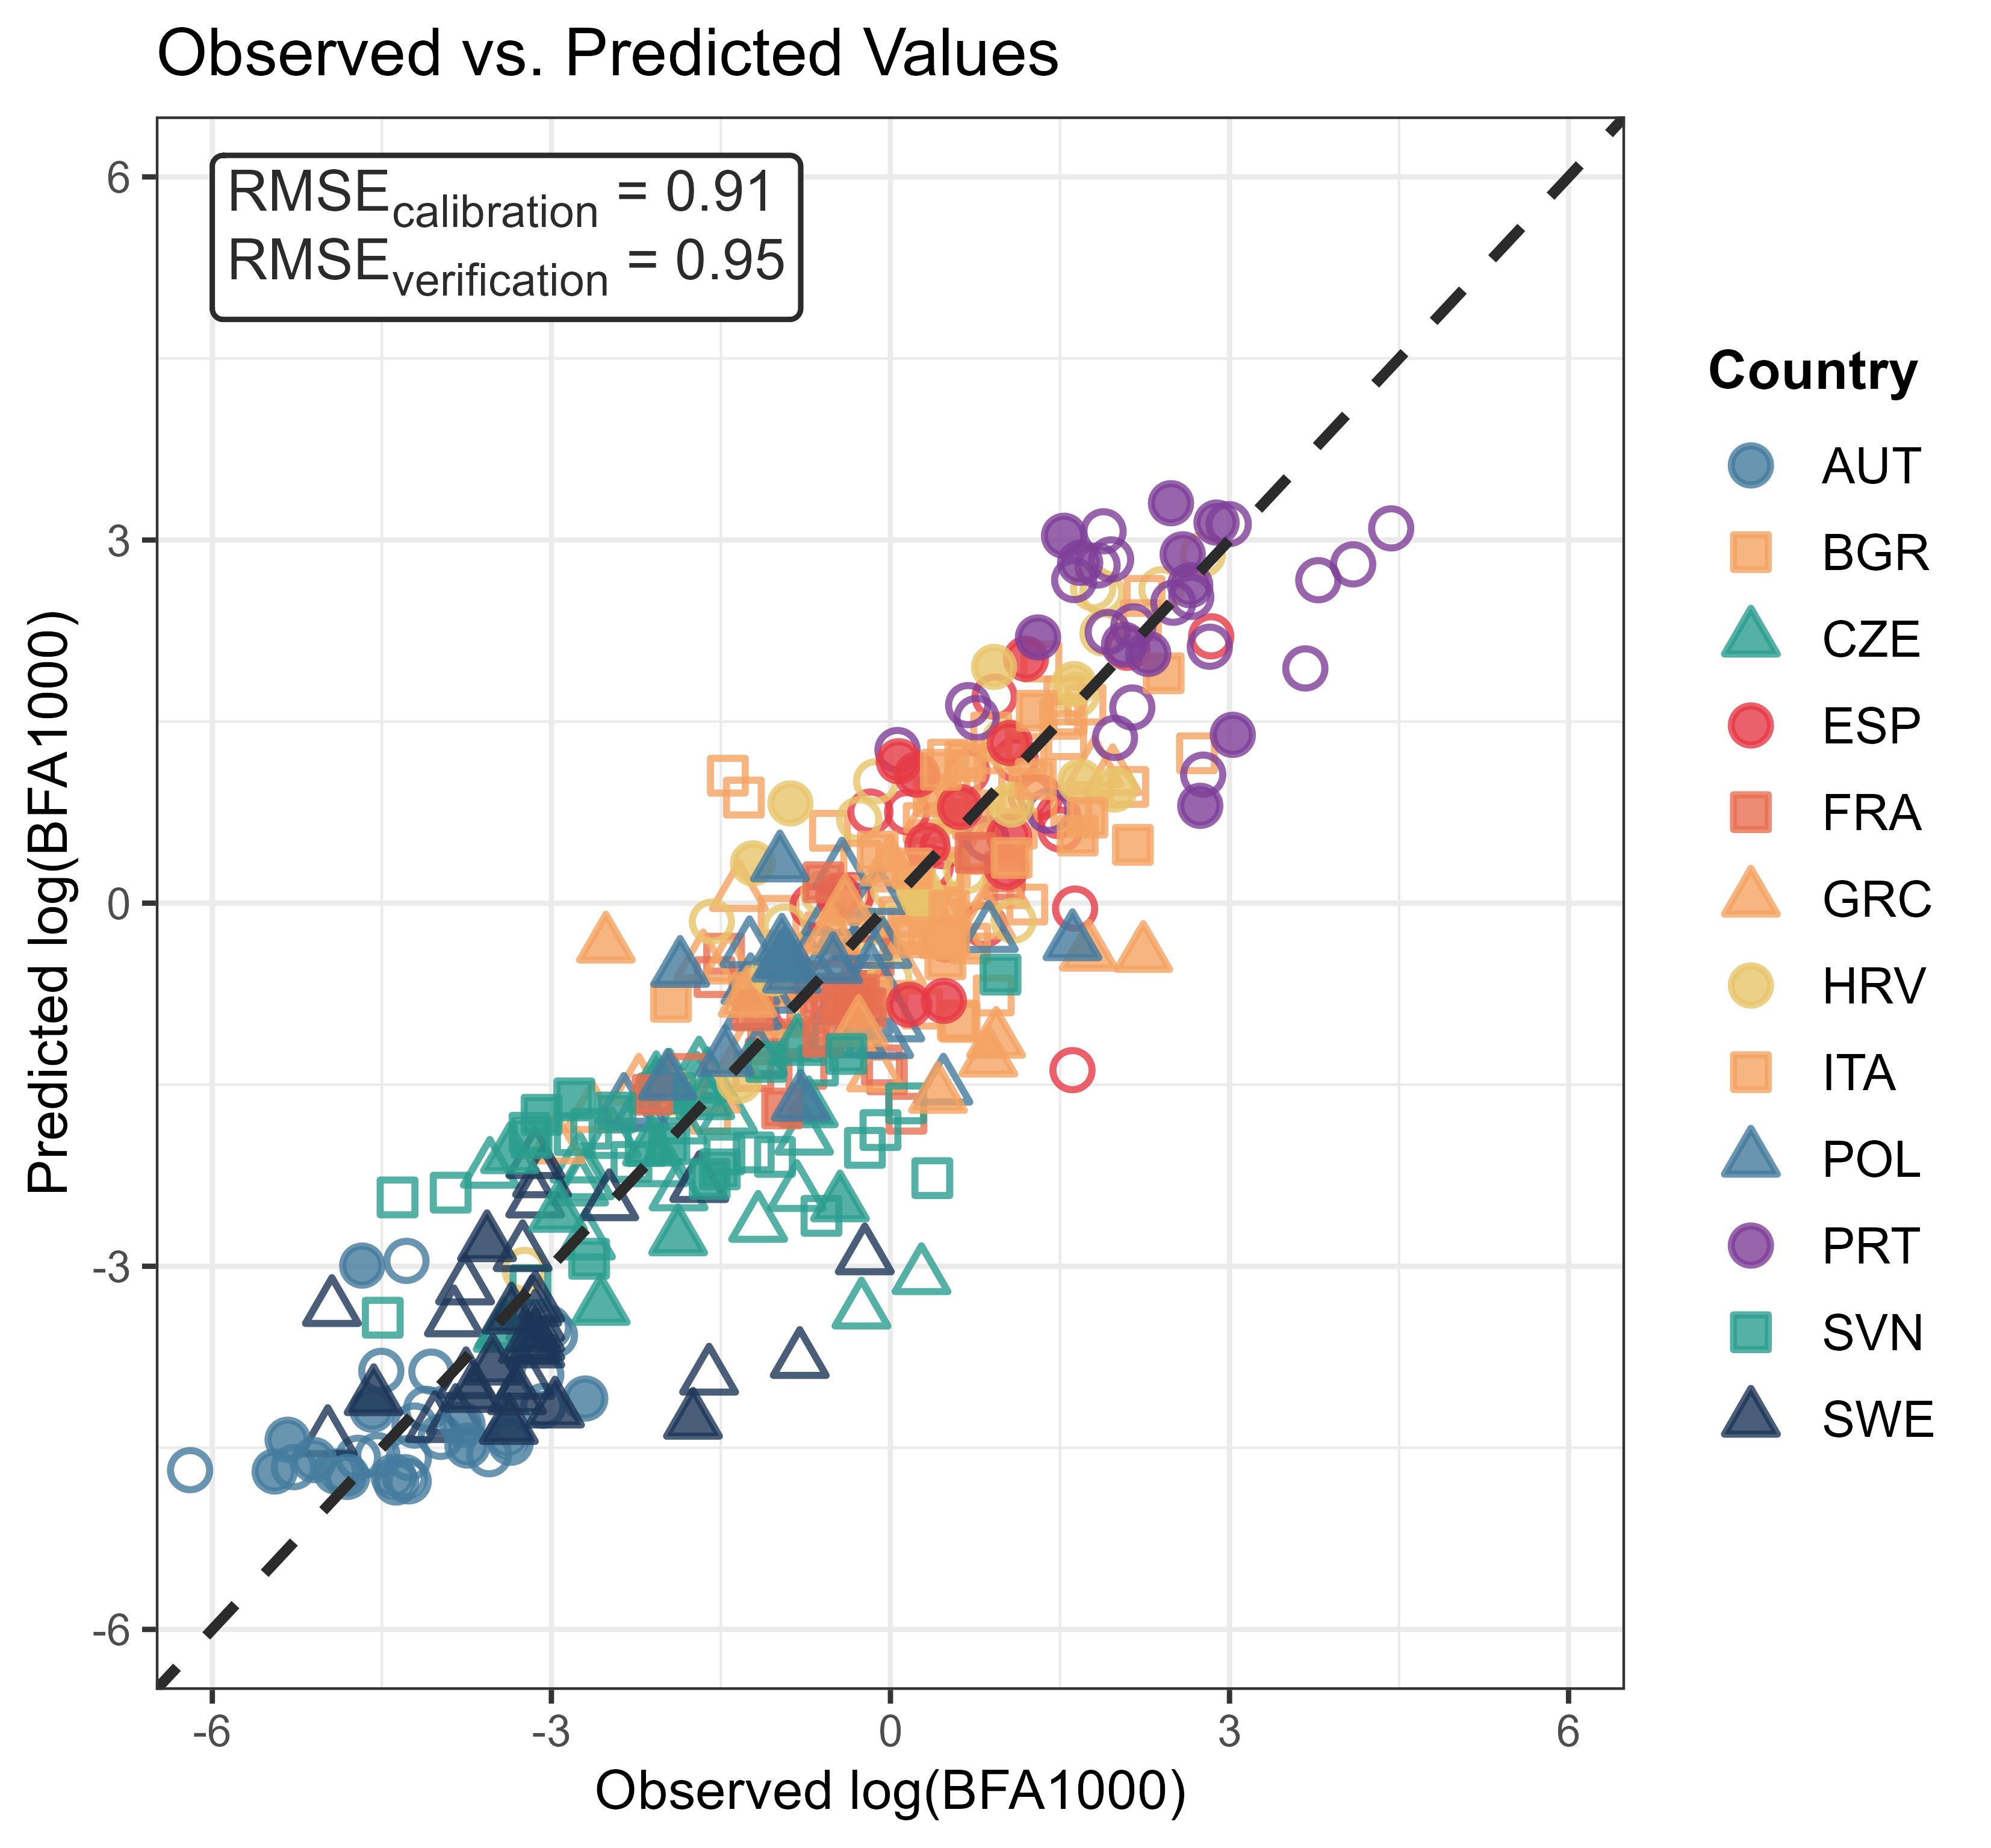 Observed vs. Predicted Values
RMSEcalibration = 0.91
RMSEverification = 0.95
6
3
0
-3
-6
Predicted log(BFA1000)
-6 -3 0 3 6
Observed log(BFA1000)
Country
AUT
BGR
CZE
ESP
FRA
GRC
HRV
ITA
POL
PRT
SVN
SWE